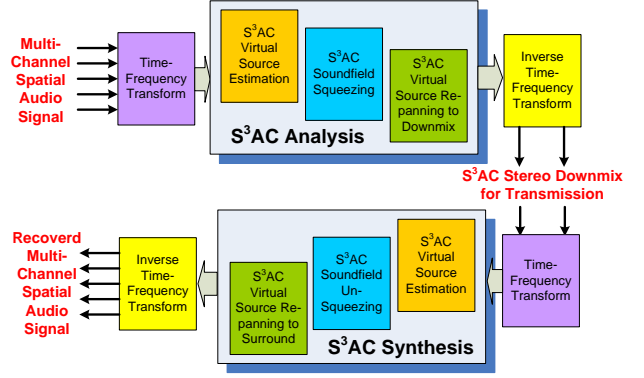 Multi-
Channel
Spatial
Audio
Signal
Time-
Frequency
Transform
S³AC
Virtual
Source
Estimation
S³AC
Soundfield
Squeezing
S³AC
Virtual
Source Re-
panning to
Downmix
S³AC Analysis
Inverse
Time-
Frequency
Transform
S³AC Stereo Downmix
for Transmission
Recoverd
Multi-
Channel
Spatial
Audio
Signal
Inverse
Time-
Frequency
Transform
S³AC
Virtual
Source Re-
panning to
Surround
S³AC
Soundfield
Un-
Squeezing
S³AC
Virtual
Source
Estimation
S³AC Synthesis
Time-
Frequency
Transform